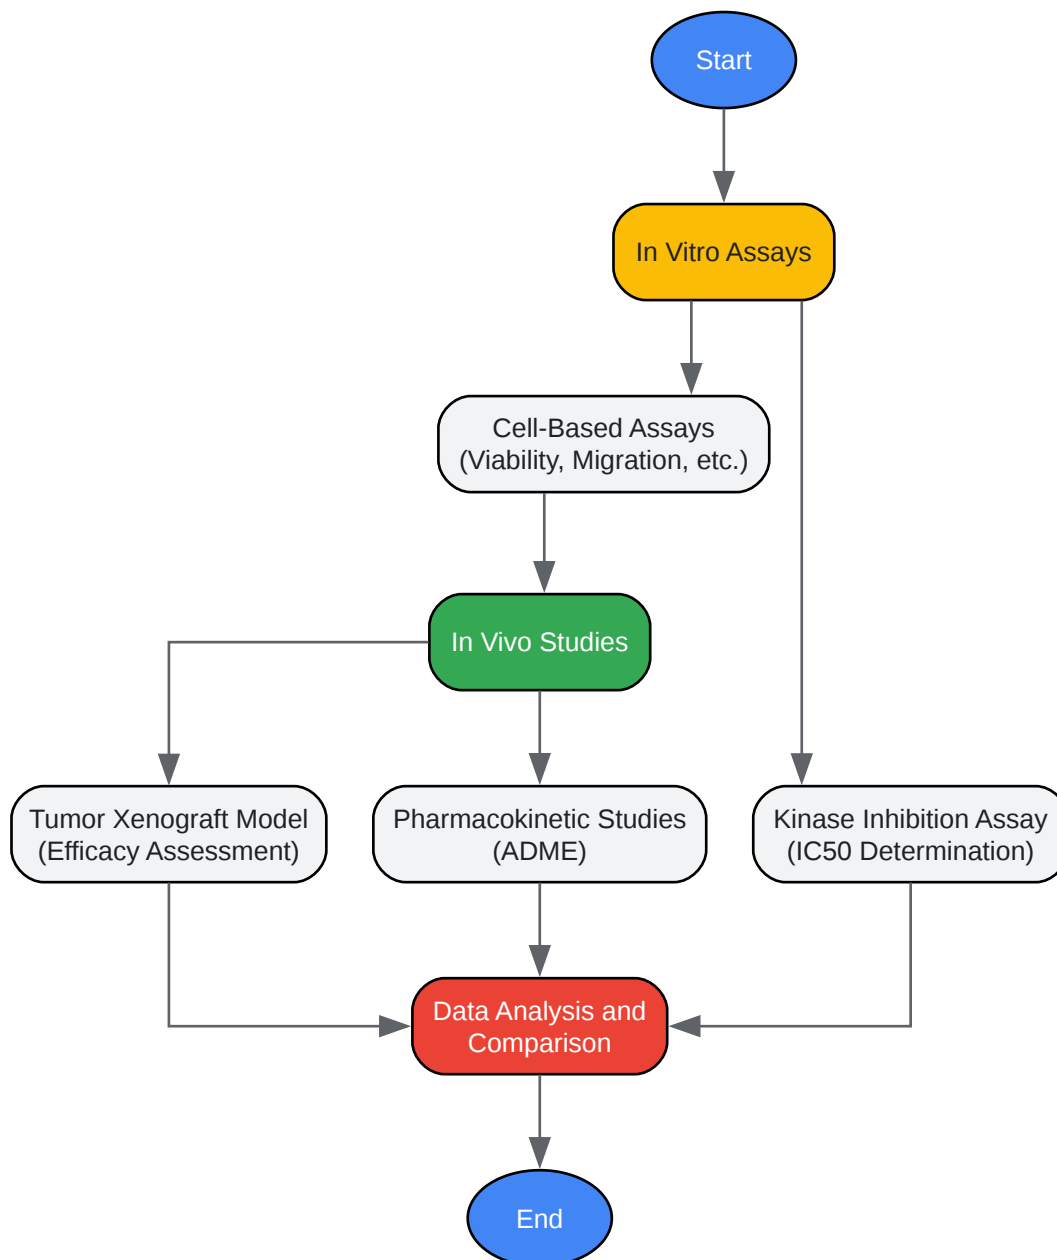 Start
In Vitro Assays
Cell-Based Assays
(Viability, Migration, etc.)
In Vivo Studies
Tumor Xenograft Model
(Efficacy Assessment)
Pharmacokinetic Studies
(ADME)
Kinase Inhibition Assay
(IC50 Determination)
Data Analysis and
Comparison
End